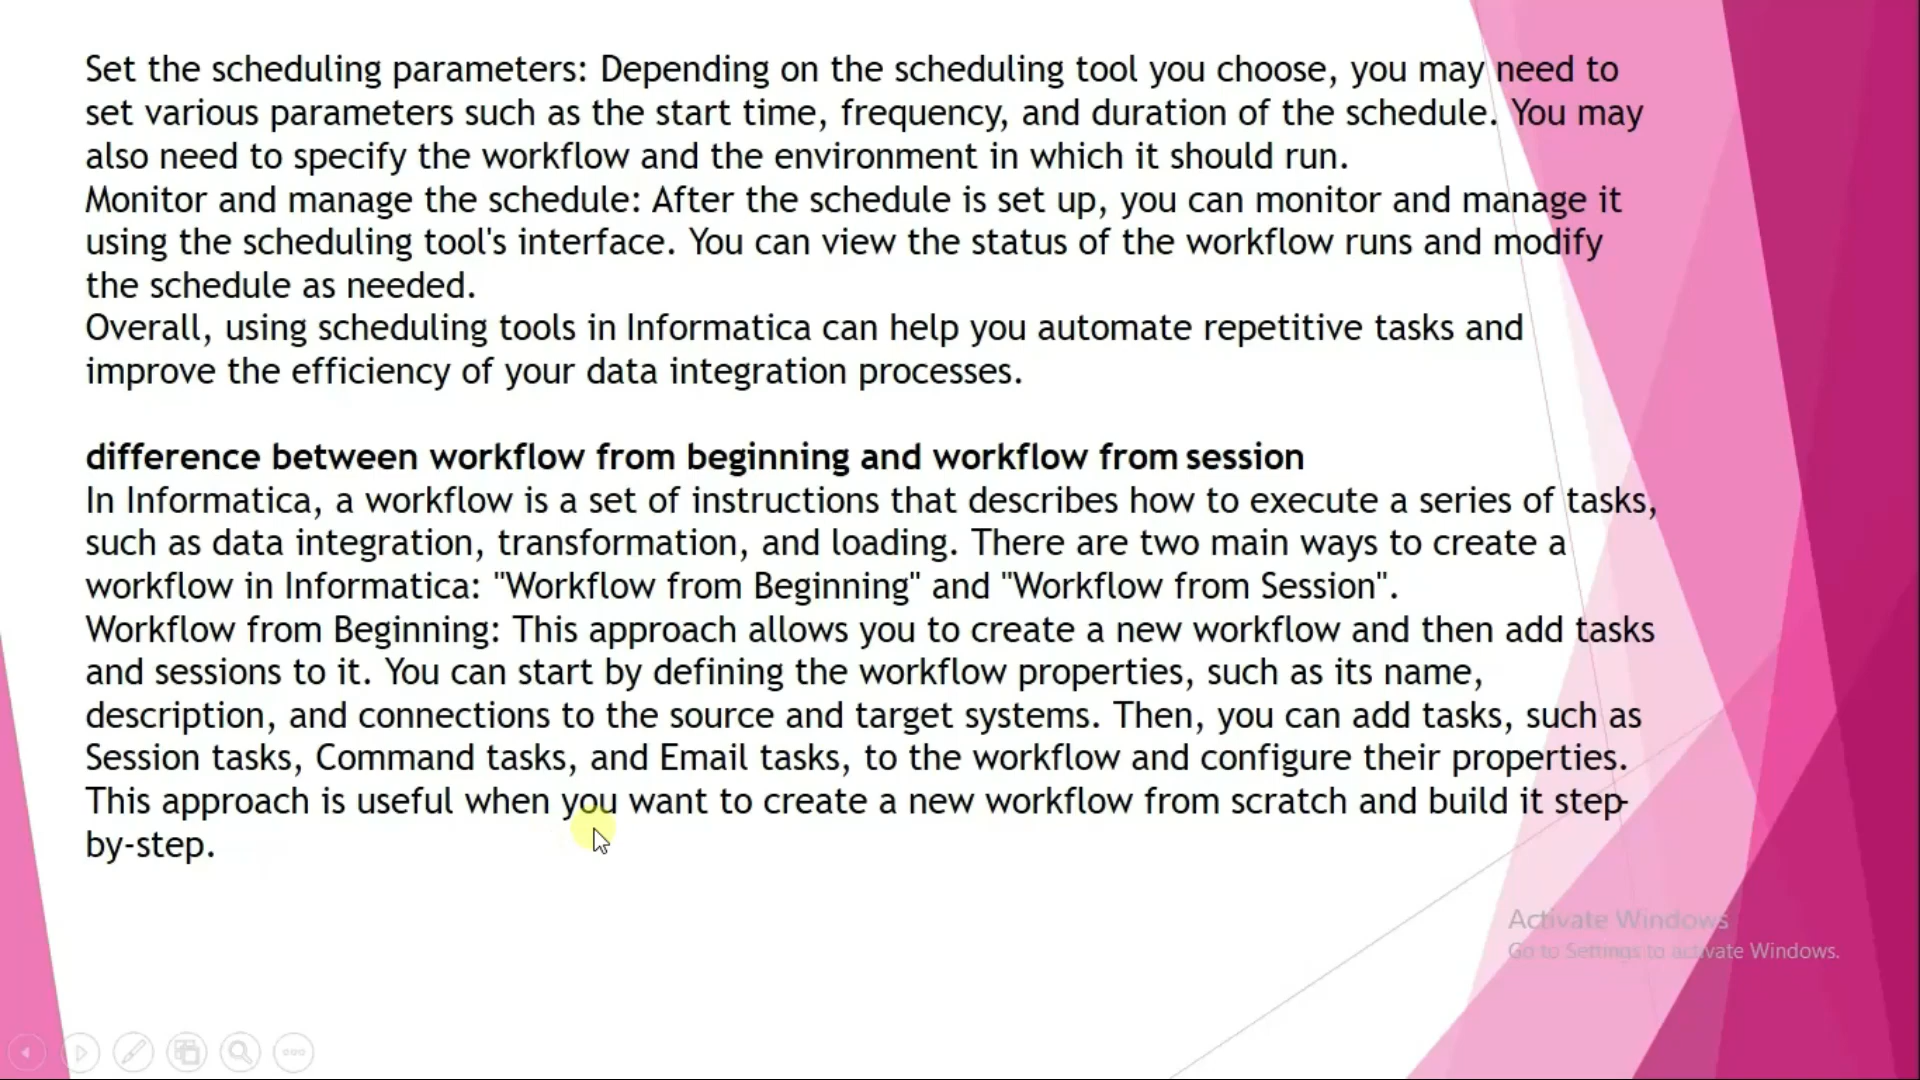 Set the scheduling parameters: Depending on the scheduling tool you choose, you may need to
set various parameters such as the start time, frequency, and duration of the schedule. You may
also need to specify the workflow and the environment in which it should run.
Monitor and manage the schedule: After the schedule is set up, you can monitor and manage it
using the scheduling tool's interface. You can view the status of the workflow runs and modify
the schedule as needed.
Overall, using scheduling tools in Informatica can help you automate repetitive tasks and
improve the efficiency of your data integration processes.
difference between workflow from beginning and workflow from session
In Informatica, a workflow is a set of instructions that describes how to execute a series of tasks,
such as data integration, transformation, and loading. There are two main ways to create a
workflow in Informatica: "Workflow from Beginning" and "Workflow from Session".
Workflow from Beginning: This approach allows you to create a new workflow and then add tasks
and sessions to it. You can start by defining the workflow properties, such as its name,
description, and connections to the source and target systems. Then, you can add tasks, such as
Session tasks, Command tasks, and Email tasks, to the workflow and configure their properties.
This approach is useful when you want to create a new workflow from scratch and build it step-
by-step.
Activate Windows
Go to Settings to activate Windows.